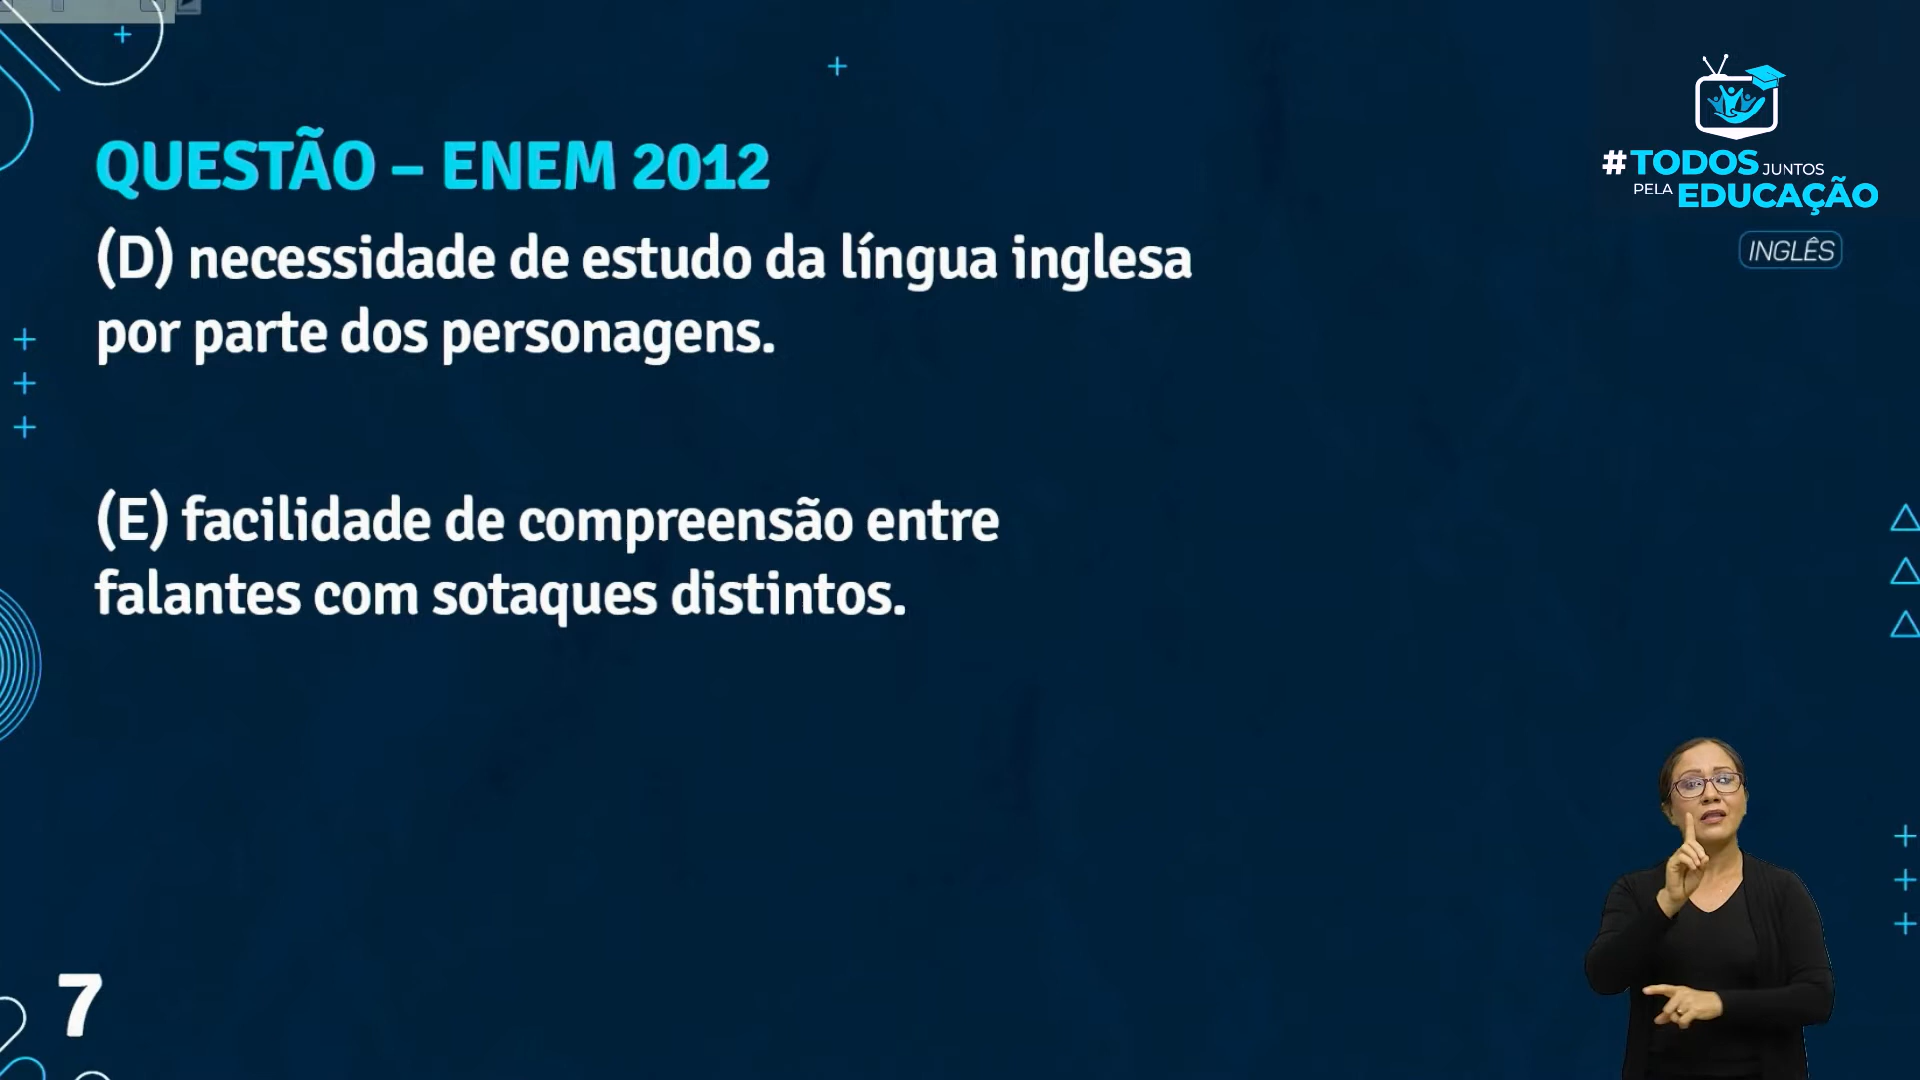 QUESTÃO – ENEM 2012
(D) necessidade de estudo da língua inglesa
por parte dos personagens.
(E) facilidade de compreensão entre
falantes com sotaques distintos.
#TODOS JUNTOS
PELA EDUCAÇÃO
INGLÊS
7